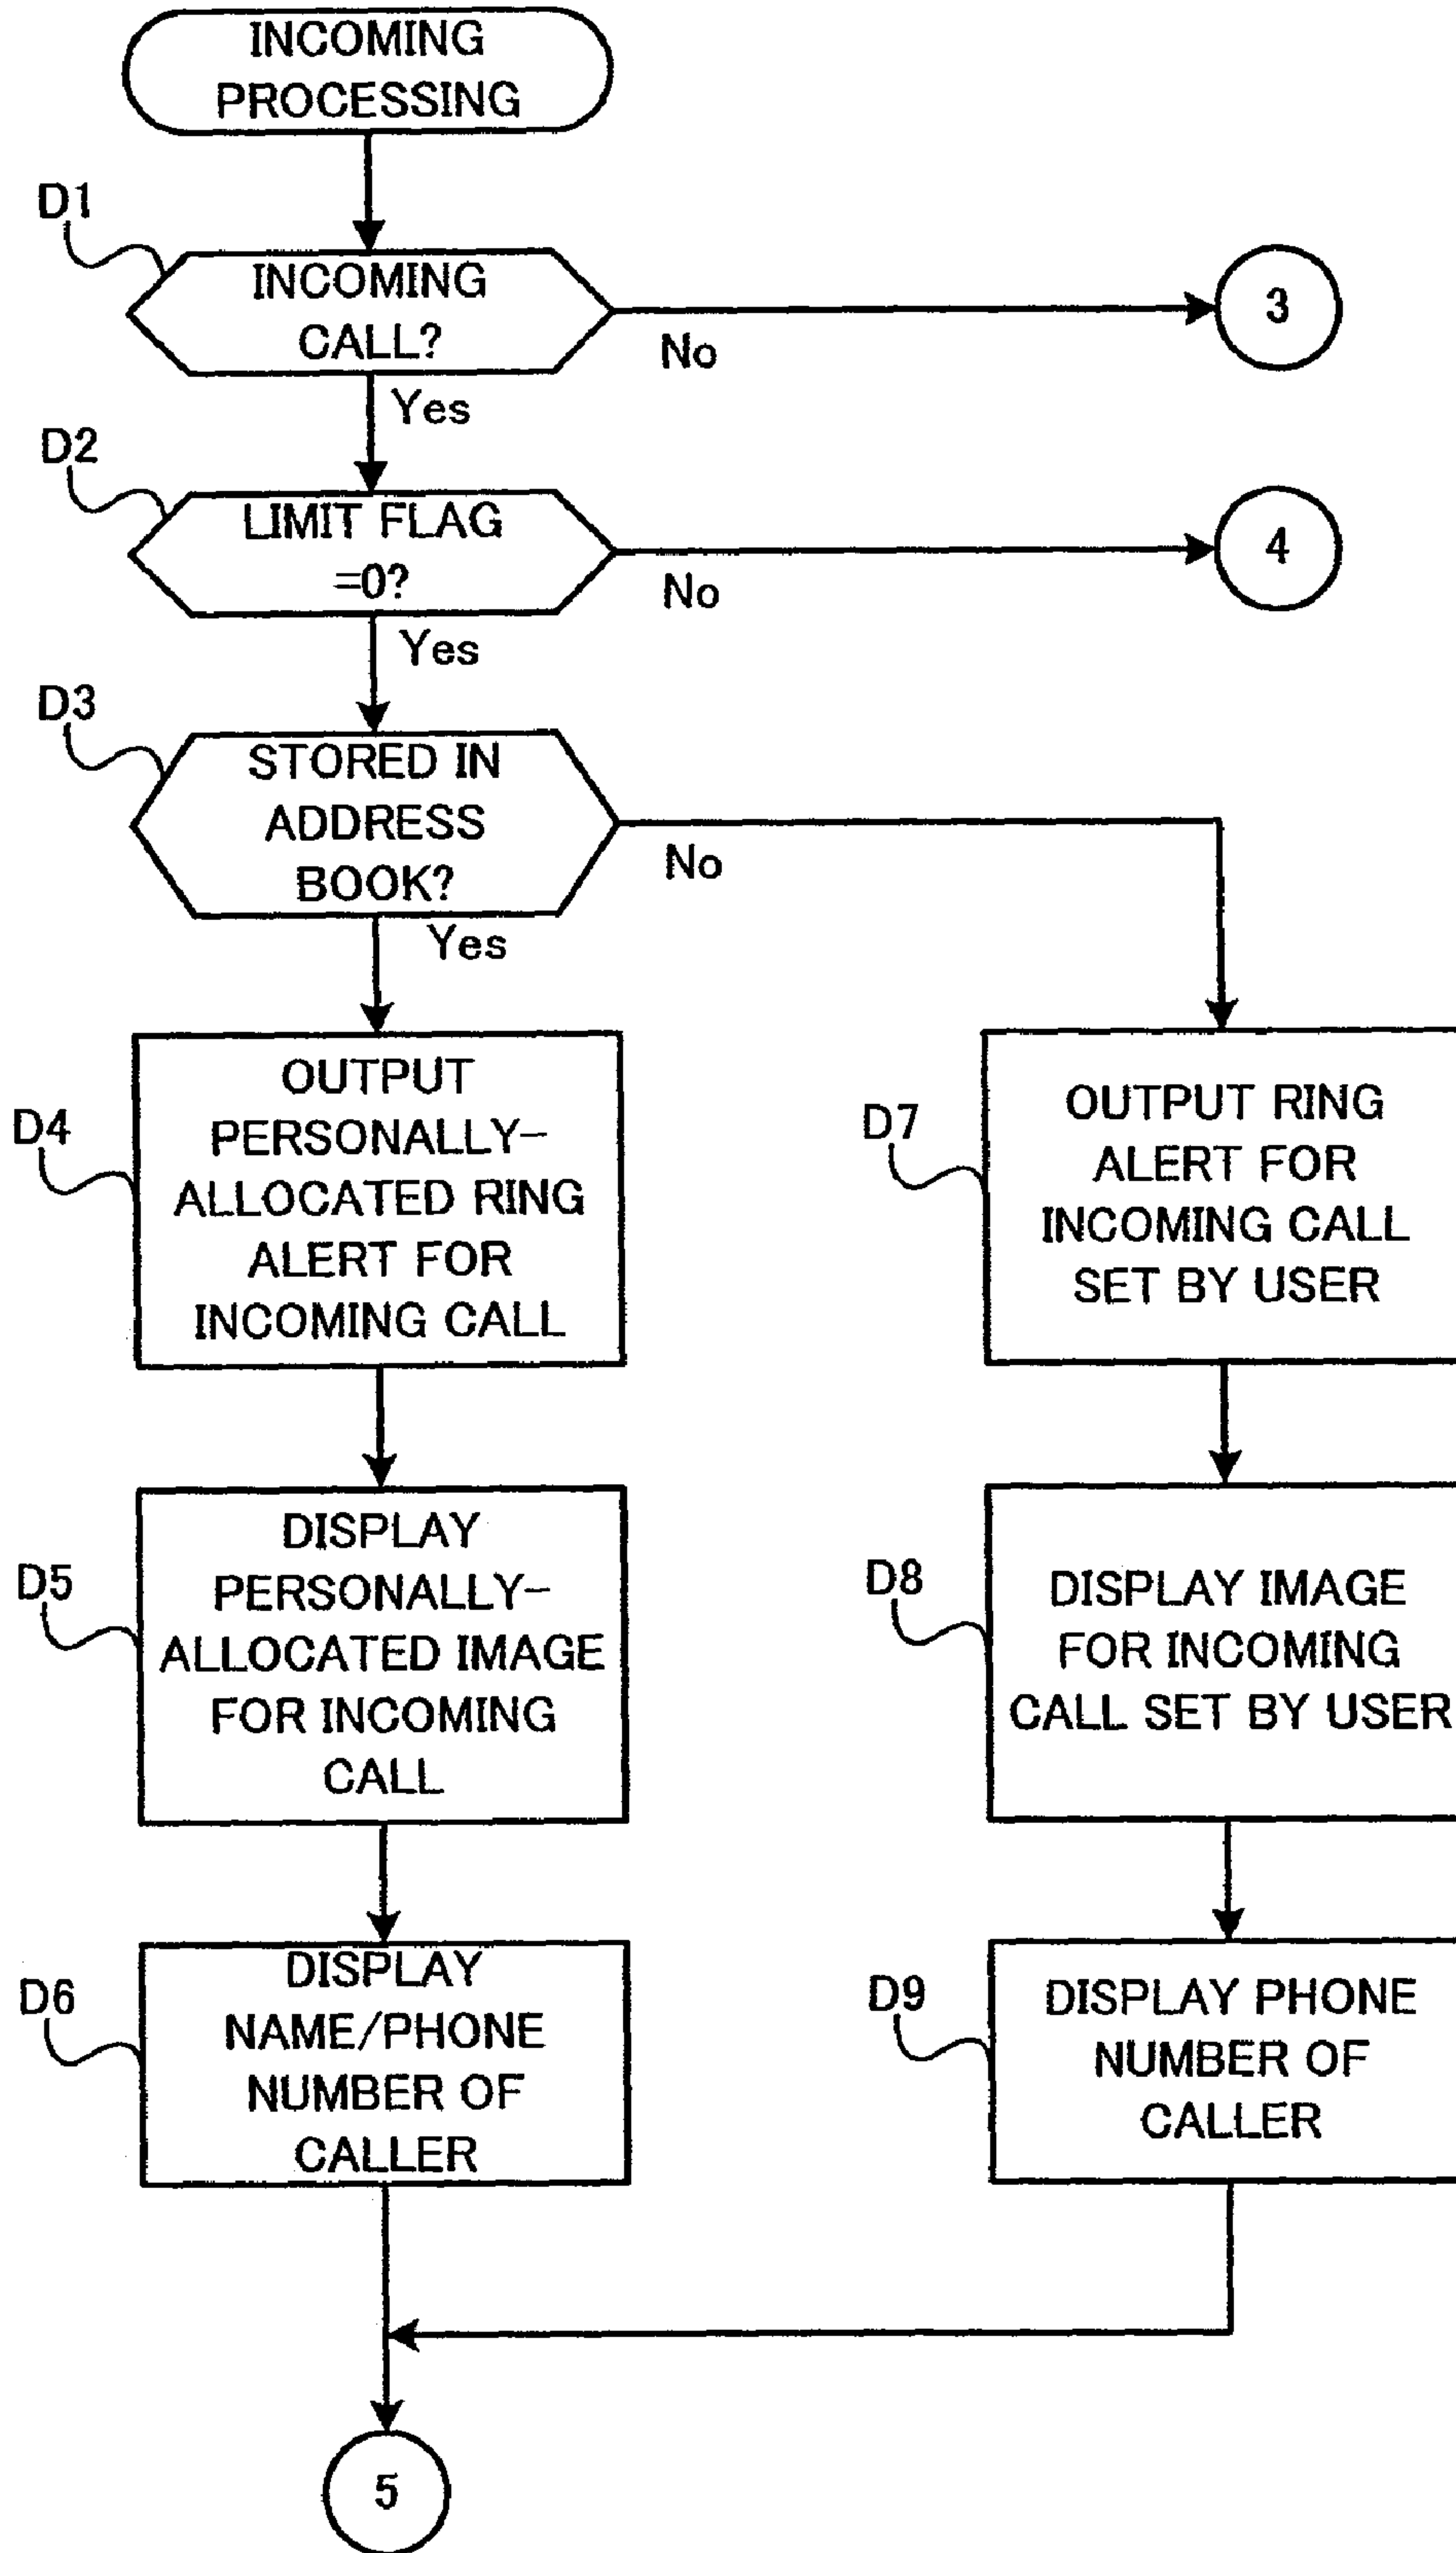 INCOMING
PROCESSING
D1
INCOMING
CALL?
No
3
Yes
D2
LIMIT FLAG
=0?
No
4
Yes
D3
STORED IN
ADDRESS
BOOK?
No
Yes
D4
OUTPUT
PERSONALLY-
ALLOCATED RING
ALERT FOR
INCOMING CALL
D7
OUTPUT RING
ALERT FOR
INCOMING CALL
SET BY USER
D5
DISPLAY
PERSONALLY-
ALLOCATED IMAGE
FOR INCOMING
CALL
D8
DISPLAY IMAGE
FOR INCOMING
CALL SET BY USER
D6
DISPLAY
NAME/PHONE
NUMBER OF
CALLER
D9
DISPLAY PHONE
NUMBER OF
CALLER
5